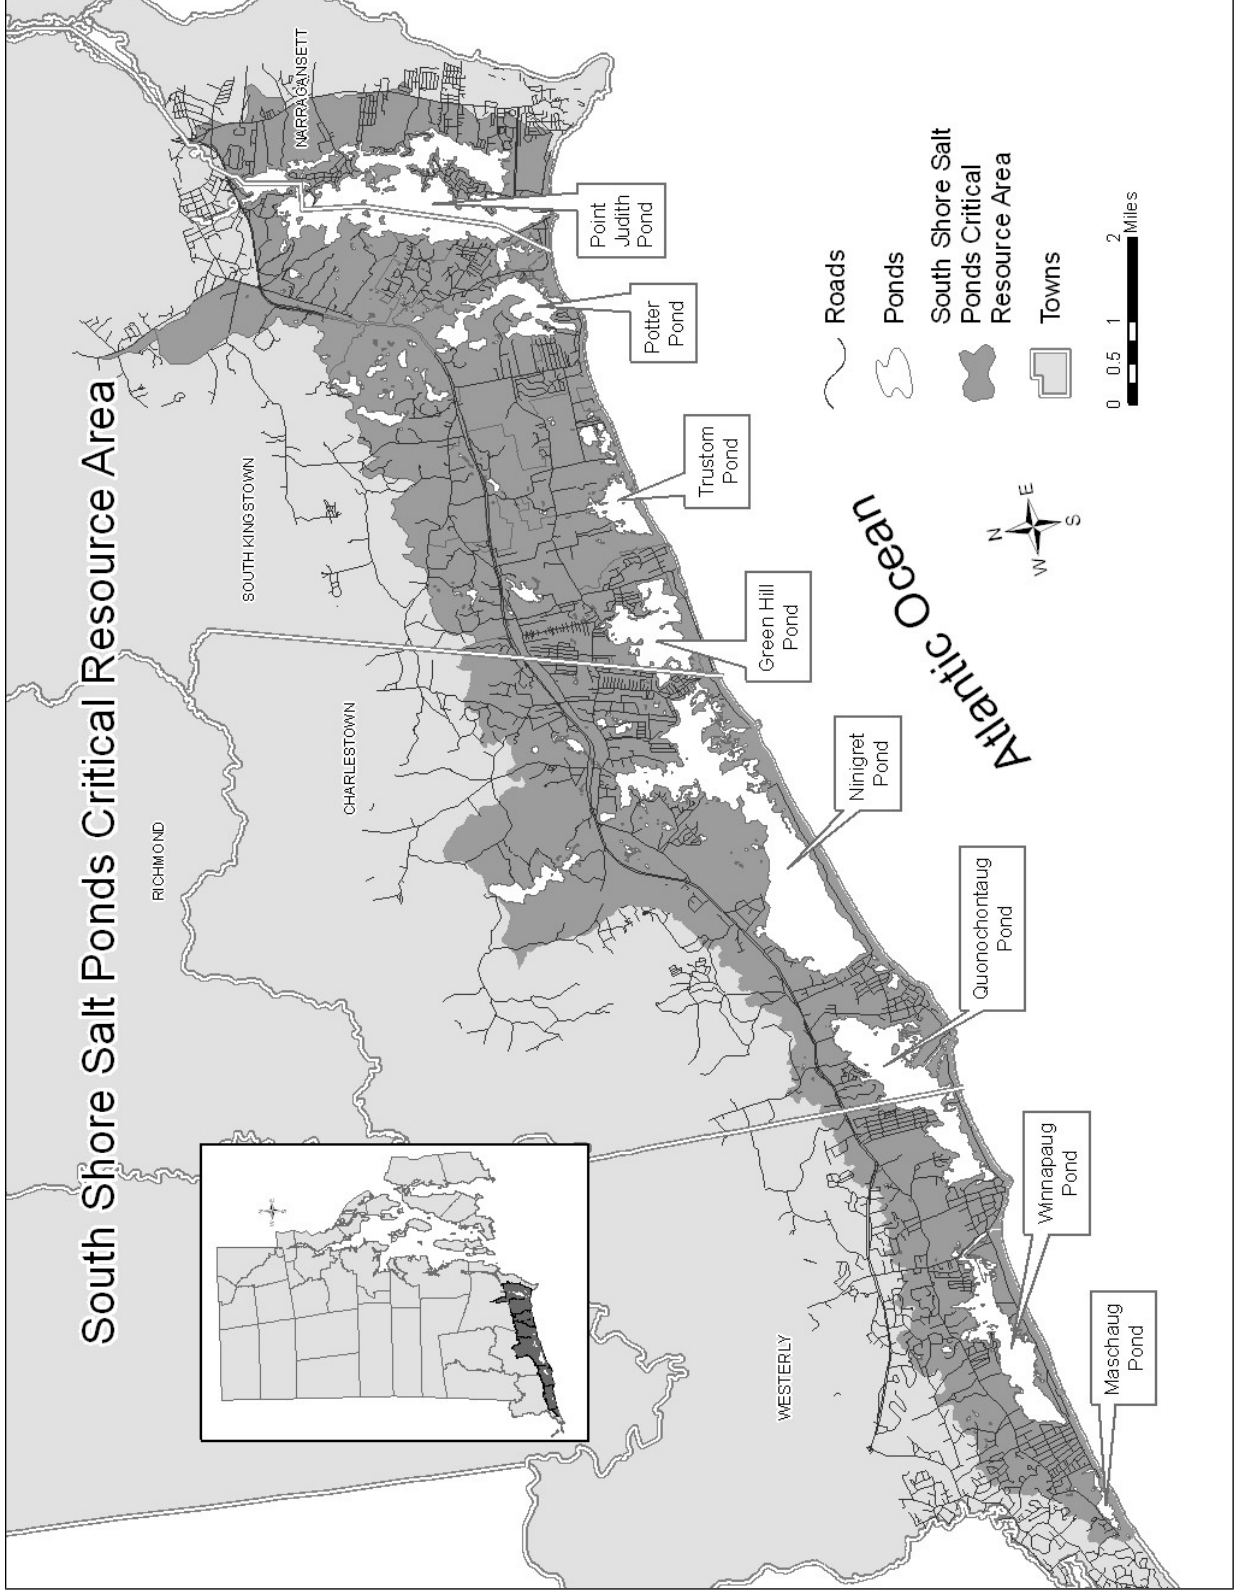 South Shore Salt Ponds Critical Resource Area
RICHMOND
SOUTH KINGSTOWN
NARRAGANSETT
CHARLESTOWN
WESTERLY
Point
Judith
Pond
Potter
Pond
Trustom
Pond
Green Hill
Pond
Ninigret
Pond
Quonochontaug
Pond
Winnapaug
Pond
Maschaug
Pond
Atlantic Ocean
N
W
E
S
Roads
Ponds
South Shore Salt
Ponds Critical
Resource Area
Towns
0 0.5 1 2
Miles